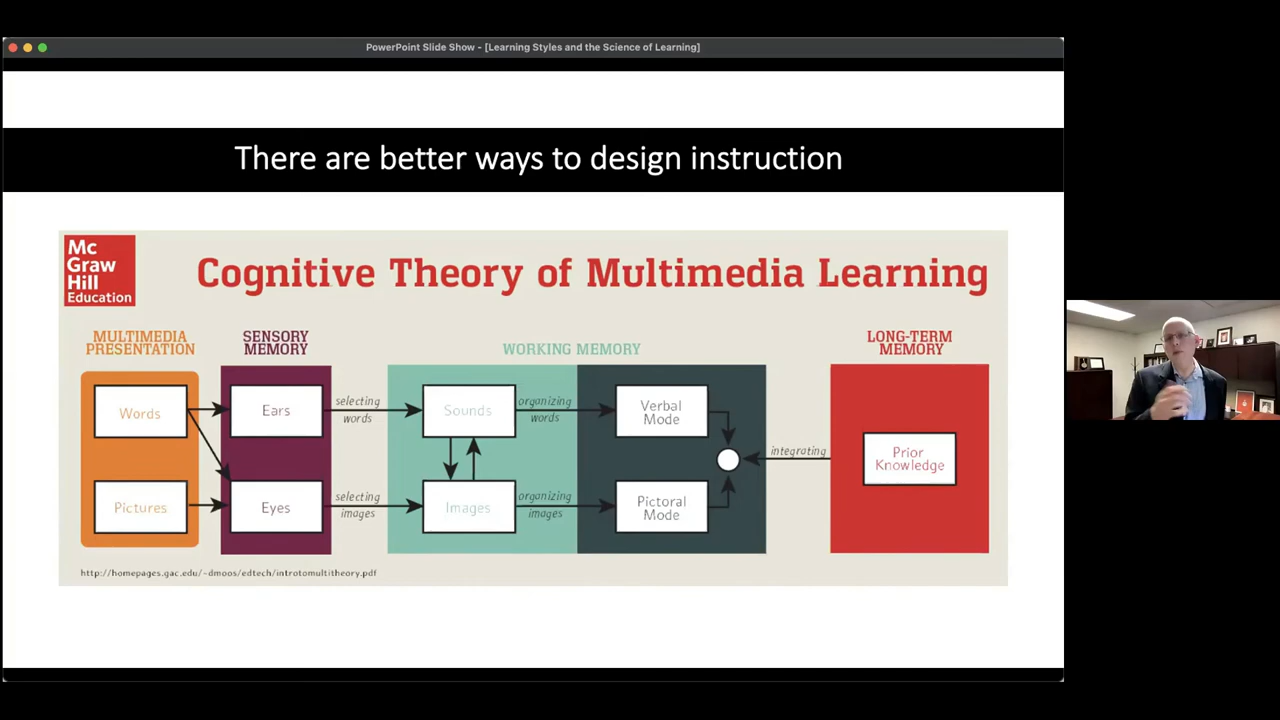 PowerPoint Slide Show - [Learning Styles and the Science of Learning]
There are better ways to design instruction
Mc
Graw
Hill
Education
Cognitive Theory of Multimedia Learning
MULTIMEDIA
PRESENTATION
SENSORY
MEMORY
WORKING MEMORY
LONG-TERM
MEMORY
Words
Ears
selecting
words
Sounds
organizing
words
Verbal
Mode
integrating
Prior
Knowledge
Pictures
Eyes
selecting
images
Images
organizing
images
Pictoral
Mode
http://homepages.gac.edu/~dmoos/edtech/introtomultitheory.pdf